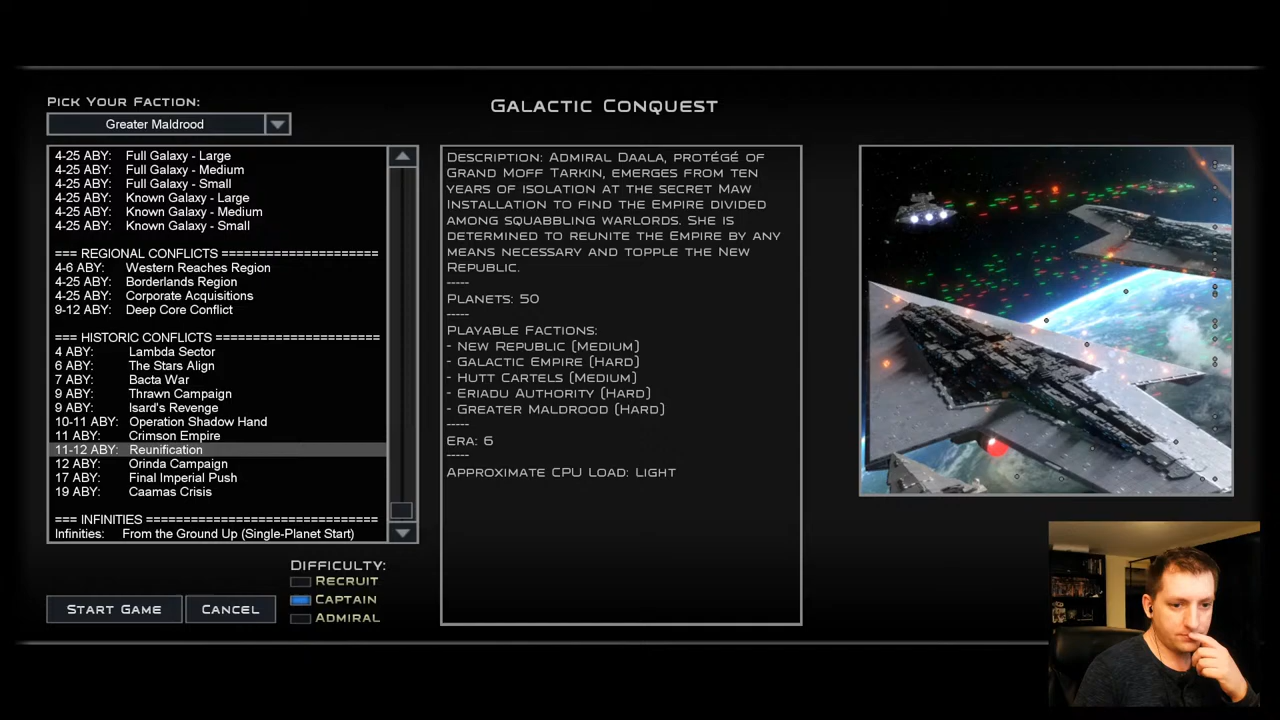 Pick Your Faction:
Greater Maldrood
4-25 ABY: Full Galaxy - Large
4-25 ABY: Full Galaxy - Medium
4-25 ABY: Full Galaxy - Small
4-25 ABY: Known Galaxy - Large
4-25 ABY: Known Galaxy - Medium
4-25 ABY: Known Galaxy - Small
=== REGIONAL CONFLICTS =====================
4-6 ABY: Western Reaches Region
4-25 ABY: Borderlands Region
4-25 ABY: Corporate Acquisitions
9-12 ABY: Deep Core Conflict
=== HISTORIC CONFLICTS =====================
4 ABY: Lambda Sector
6 ABY: The Stars Align
7 ABY: Bacta War
9 ABY: Thrawn Campaign
9 ABY: Isard's Revenge
10-11 ABY: Operation Shadow Hand
11 ABY: Crimson Empire
11-12 ABY: Reunification
12 ABY: Orinda Campaign
17 ABY: Final Imperial Push
19 ABY: Caamas Crisis
=== INFINITIES ==============================
Infinities: From the Ground Up (Single-Planet Start)
Difficulty:
Recruit
Captain
Admiral
Start Game
Cancel
Galactic Conquest
Description: Admiral Daala, protégé of
Grand Moff Tarkin, emerges from ten
years of isolation at the secret Maw
Installation to find the Empire divided
among squabbling warlords. She is
determined to reunite the Empire by any
means necessary and topple the New
Republic.
-----
Planets: 50
-----
Playable Factions:
- New Republic (Medium)
- Galactic Empire (Hard)
- Hutt Cartels (Medium)
- Eriadu Authority (Hard)
- Greater Maldrood (Hard)
-----
Era: 6
-----
Approximate CPU Load: Light